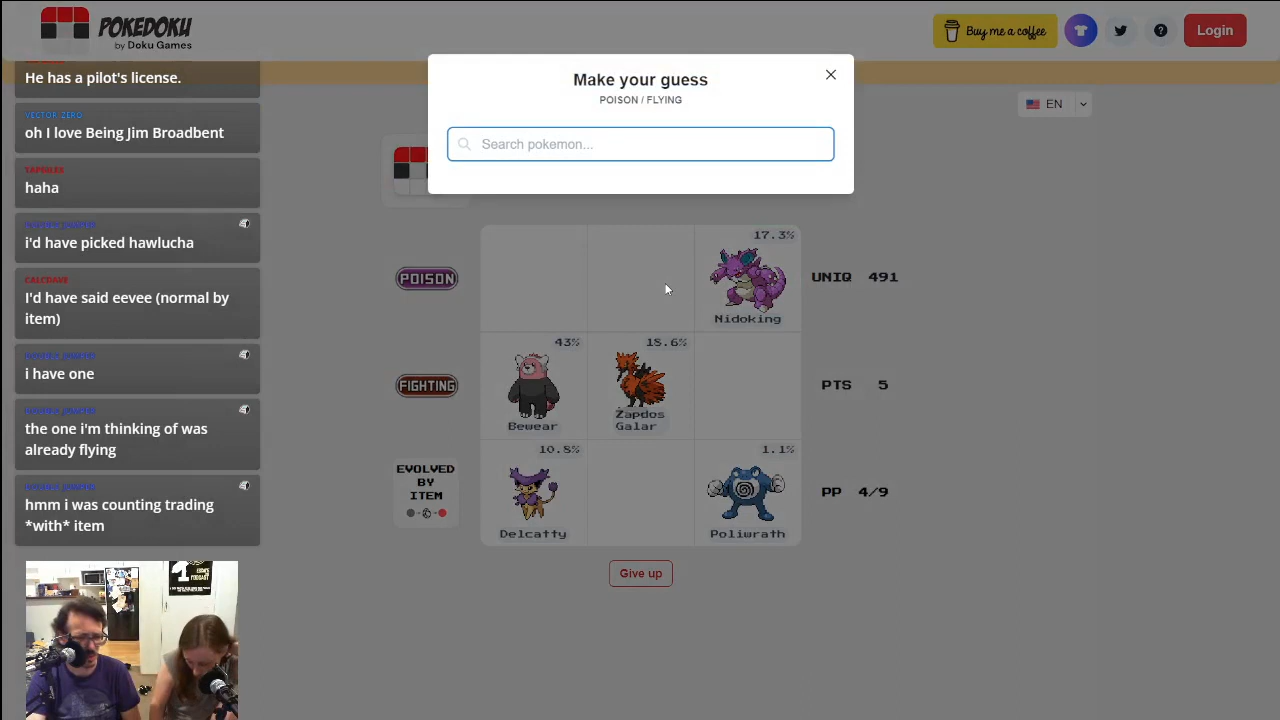 POKEDOKU
by Doku Games
Buy me a coffee
Login
EN
Make your guess
POISON / FLYING
Search pokemon...
He has a pilot's license.
VECTOR ZERO
oh I love Being Jim Broadbent
haha
i'd have picked hawlucha
CALCDAVE
I'd have said eevee (normal by
item)
i have one
the one i'm thinking of was
already flying
hmm i was counting trading
*with* item
POISON
17.3%
Nidoking
UNIQ 491
FIGHTING
43%
Bewear
18.6%
Zapdos
Galar
PTS 5
EVOLVED
BY
ITEM
10.8%
Delcatty
1.1%
Poliwrath
PP 4/9
Give up